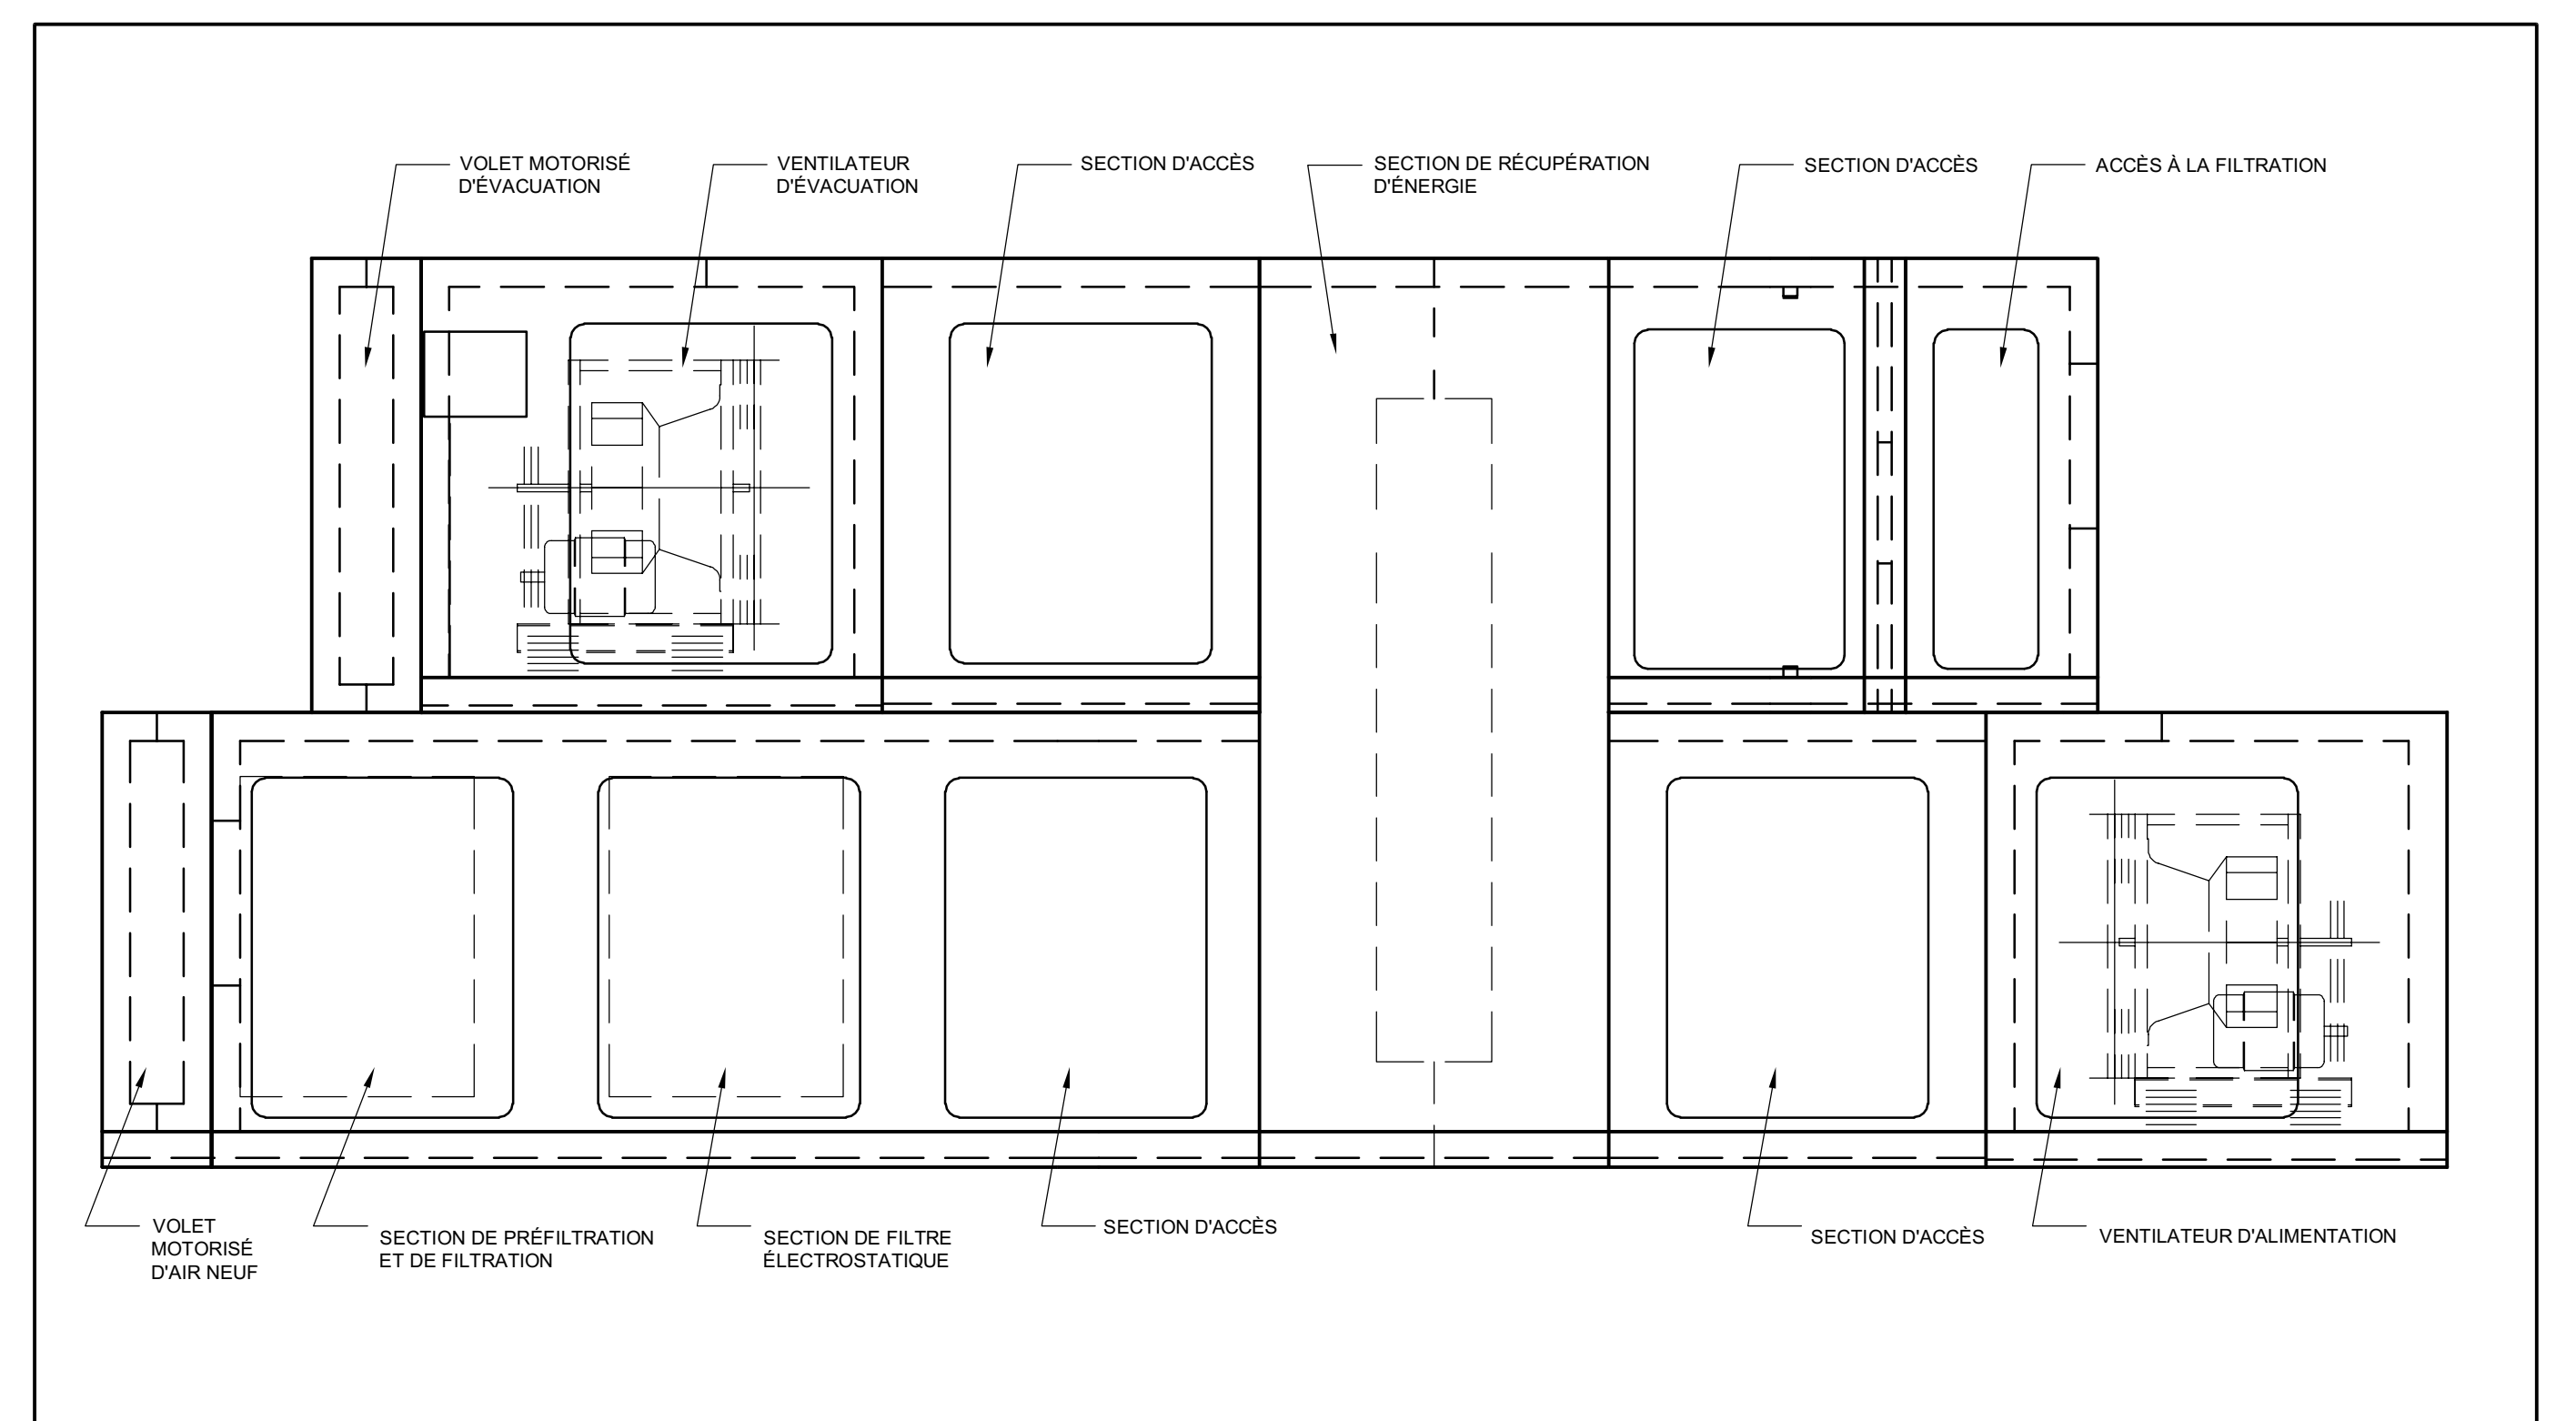 VOLET MOTORISÉ
D'ÉVACUATION
VENTILATEUR
D'ÉVACUATION
SECTION D'ACCÈS
SECTION DE RÉCUPÉRATION
D'ÉNERGIE
SECTION D'ACCÈS
ACCÈS À LA FILTRATION
VOLET
MOTORISÉ
D'AIR NEUF
SECTION DE PRÉFILTRATION
ET DE FILTRATION
SECTION DE FILTRE
ÉLECTROSTATIQUE
SECTION D'ACCÈS
SECTION D'ACCÈS
VENTILATEUR D'ALIMENTATION